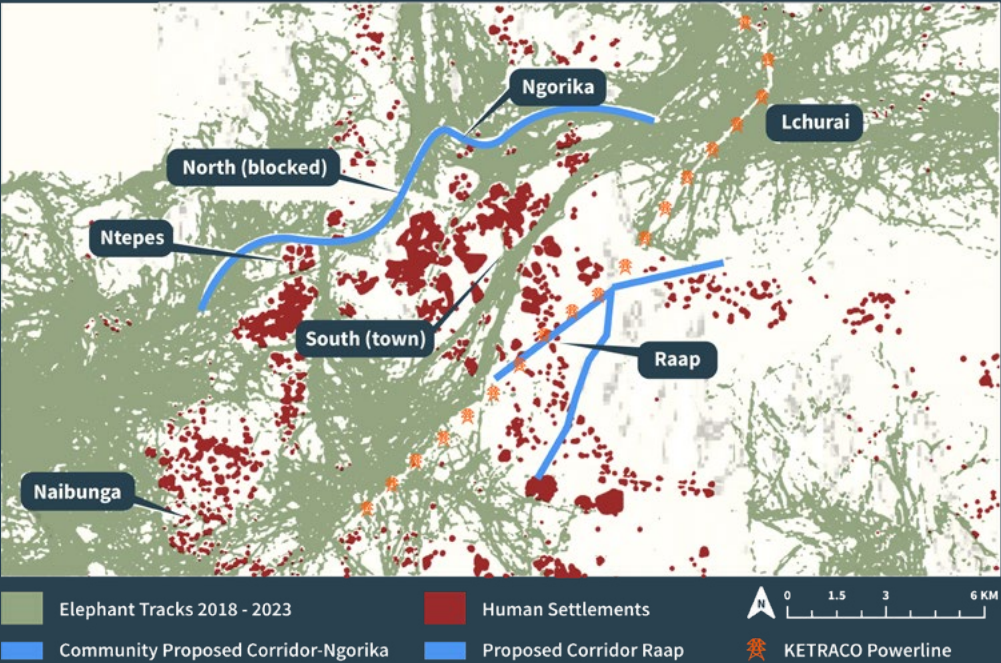 Ngorika
Lchurai
North (blocked)
Ntepes
South (town)
Raap
Naibunga
Elephant Tracks 2018 - 2023
Human Settlements
N
0 1.5 3 6 KM
Community Proposed Corridor-Ngorika
Proposed Corridor Raap
KETRACO Powerline